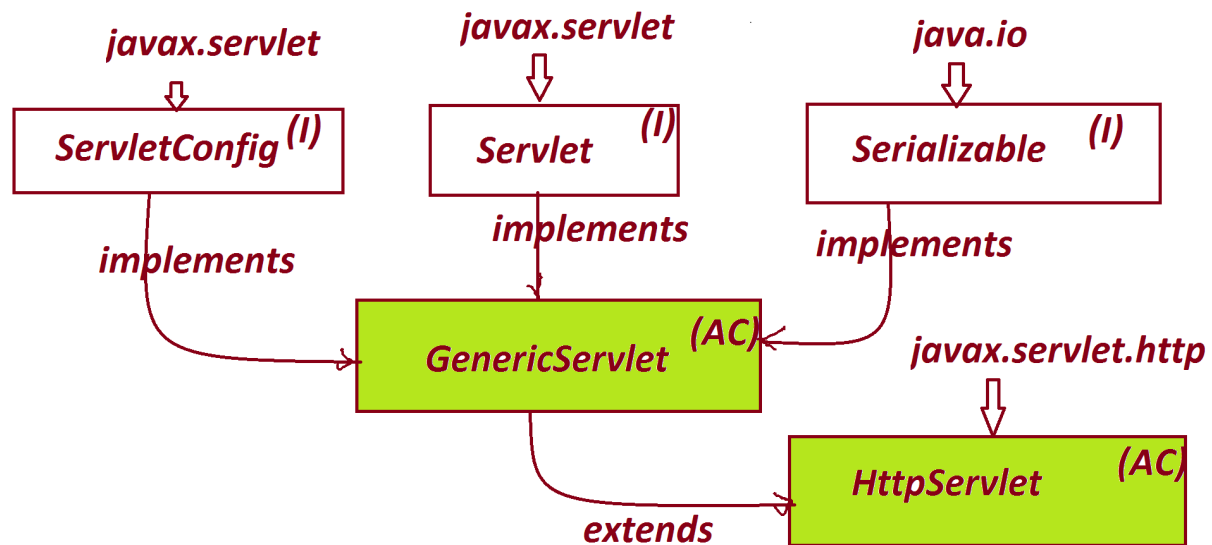 javax.servlet
javax.servlet
java.io
ServletConfig (I)
Servlet (I)
Serializable (I)
implements
implements
implements
GenericServlet (AC)
javax.servlet.http
HttpServlet (AC)
extends